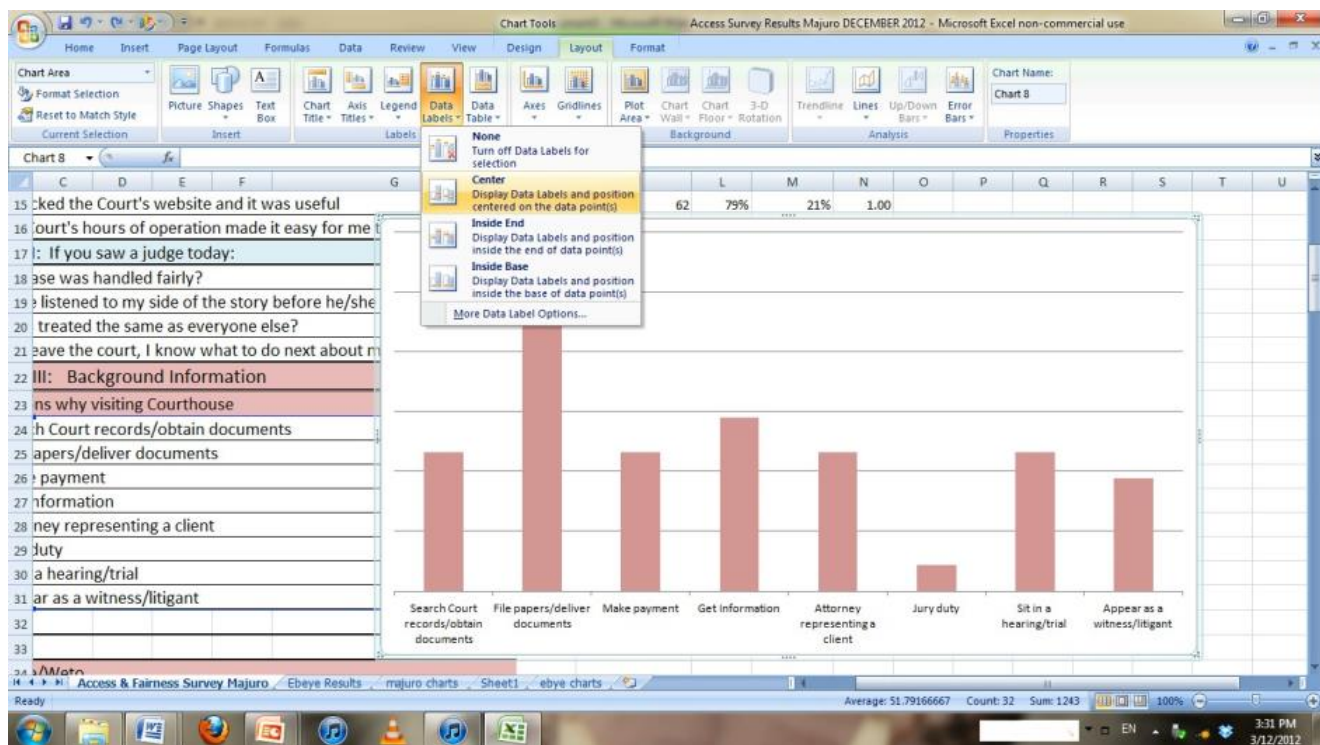 Chart Tools
Access Survey Results Majuro DECEMBER 2012 - Microsoft Excel non-commercial use
Home Insert Page Layout Formulas Data Review View Design Layout Format
Chart Area
Format Selection
Reset to Match Style
Current Selection
Picture Shapes Text Box
Insert
Chart Title Axis Titles Legend Data Labels Data Table
Labels
Axes Gridlines
Plot Area Chart Wall Chart Floor 3-D Rotation
Background
Trendline Lines Up/Down Bars Error Bars
Analysis
Chart Name:
Chart 8
Properties
Chart 8 fx
None
Turn off Data Labels for
selection
Center
Display Data Labels and position
centered on the data point(s)
Inside End
Display Data Labels and position
inside the end of data point(s)
Inside Base
Display Data Labels and position
inside the base of data point(s)
More Data Label Options...
C D E F G L M N O P Q R S T U
15 cked the Court's website and it was useful 62 79% 21% 1.00
16 Court's hours of operation made it easy for me t
17 I: If you saw a judge today:
18 ase was handled fairly?
19 e listened to my side of the story before he/she
20 treated the same as everyone else?
21 eave the court, I know what to do next about m
22 III: Background Information
23 ns why visiting Courthouse
24 h Court records/obtain documents
25 apers/deliver documents
26 e payment
27 nformation
28 ney representing a client
29 duty
30 a hearing/trial
31 ar as a witness/litigant
32
33
34 a/Weto
Search Court records/obtain documents
File papers/deliver documents
Make payment
Get Information
Attorney representing a client
Jury duty
Sit in a hearing/trial
Appear as a witness/litigant
Access & Fairness Survey Majuro Ebeye Results majuro charts Sheet1 ebye charts
Ready Average: 51.79166667 Count: 32 Sum: 1243 100%
EN
3:31 PM
3/12/2012